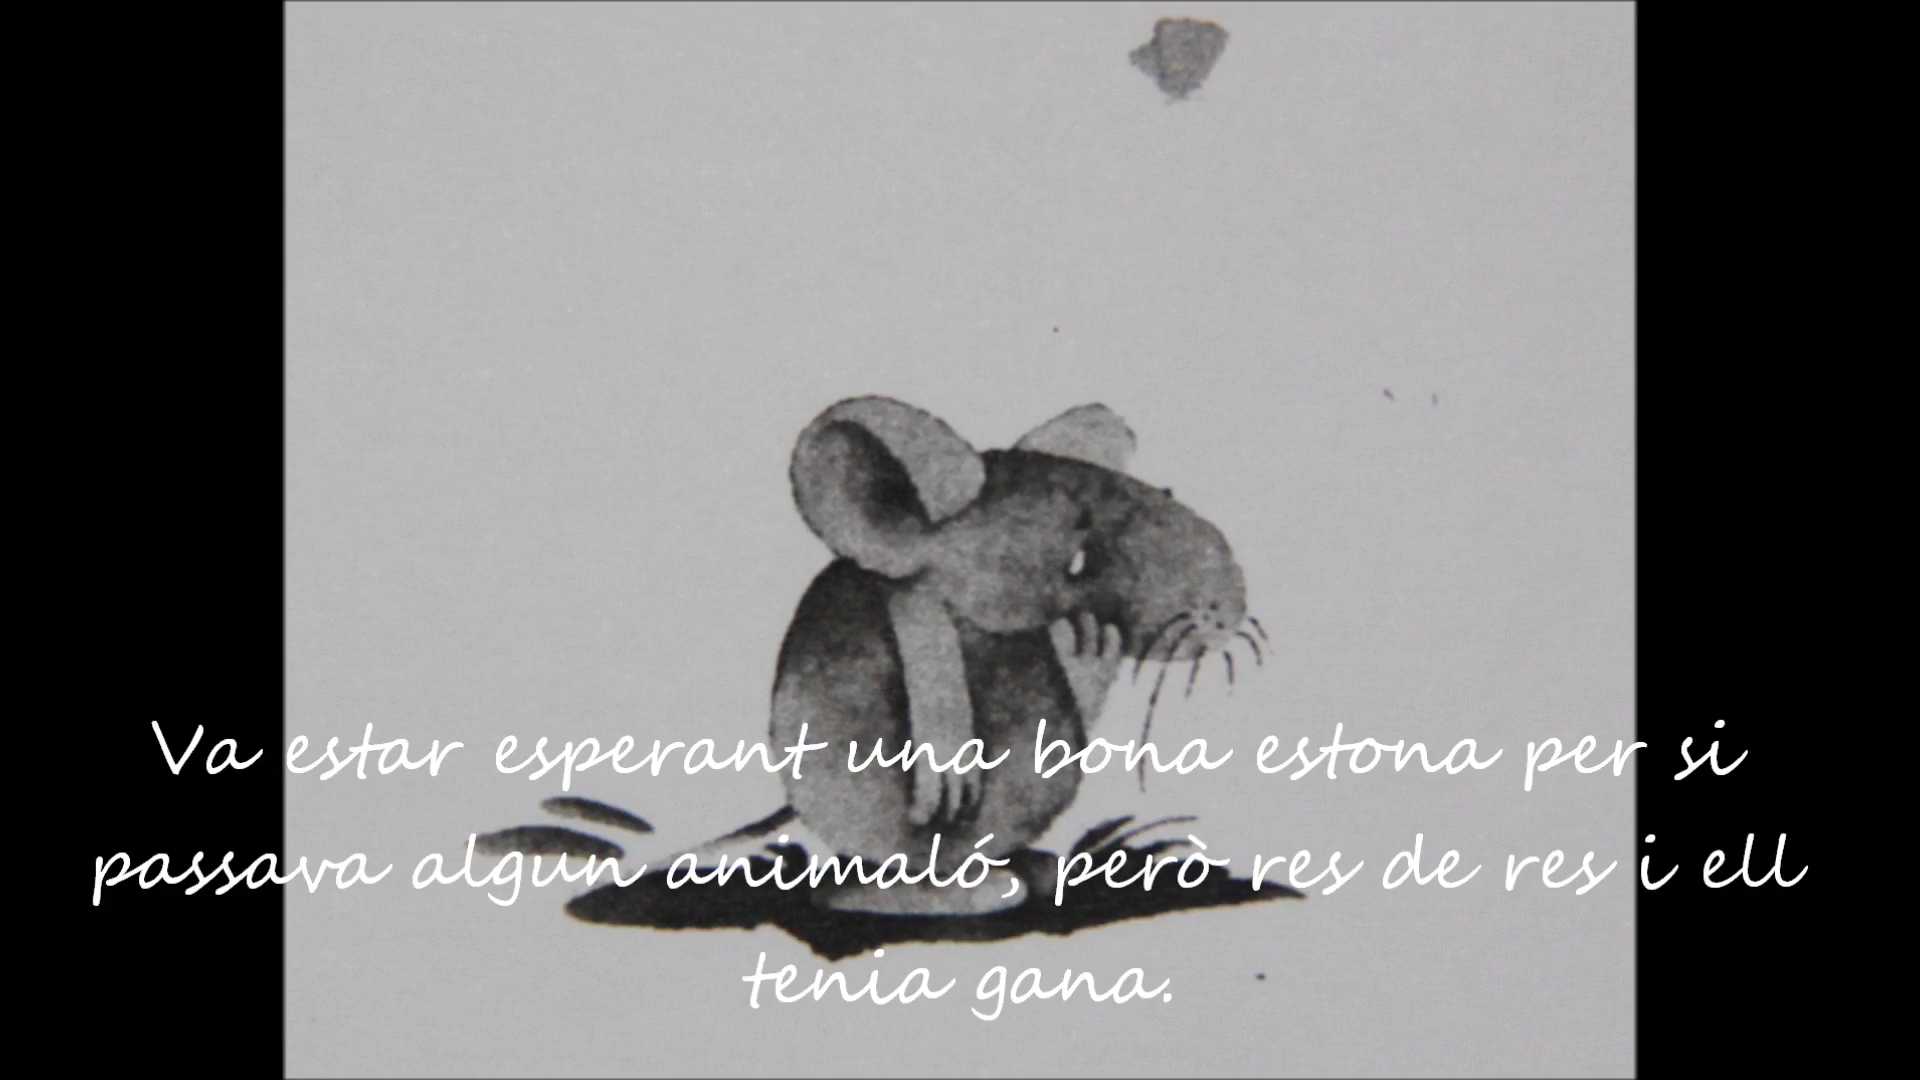 Va estar esperant una bona estona per si
passava algun animaló, però res de res i ell
tenia gana.